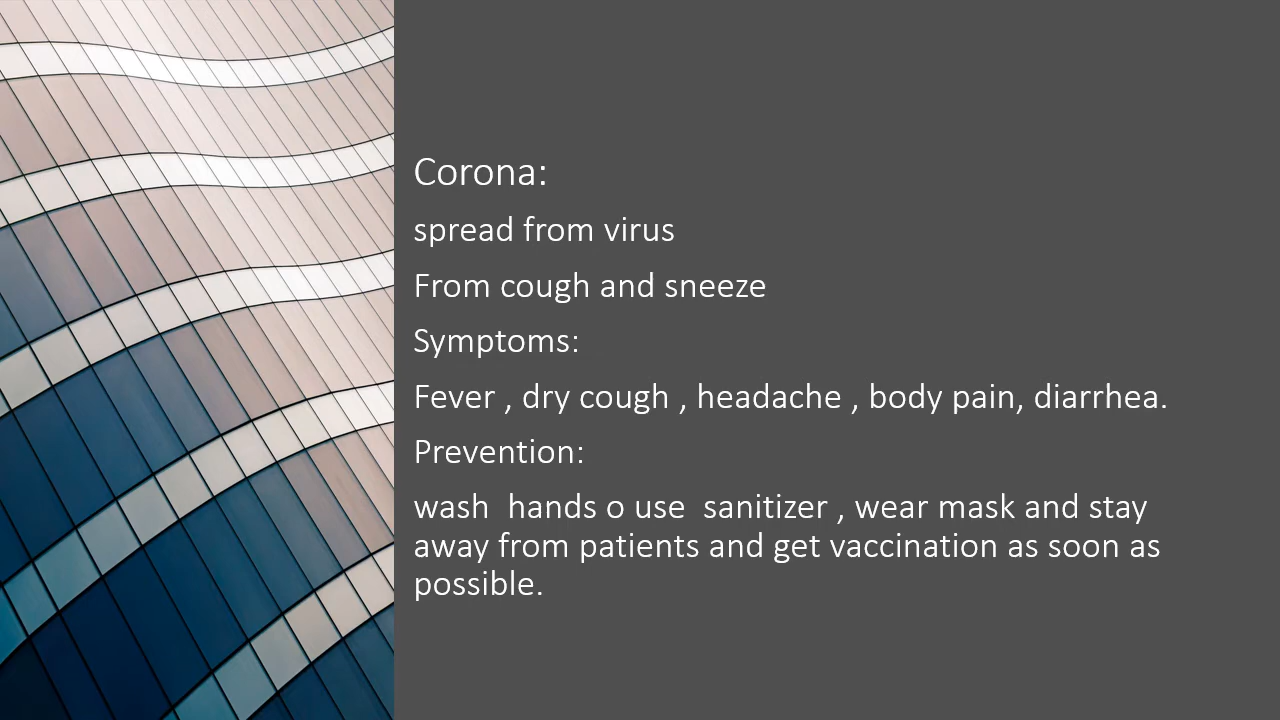 Corona:
spread from virus
From cough and sneeze
Symptoms:
Fever , dry cough , headache , body pain, diarrhea.
Prevention:
wash  hands o use  sanitizer , wear mask and stay
away from patients and get vaccination as soon as
possible.